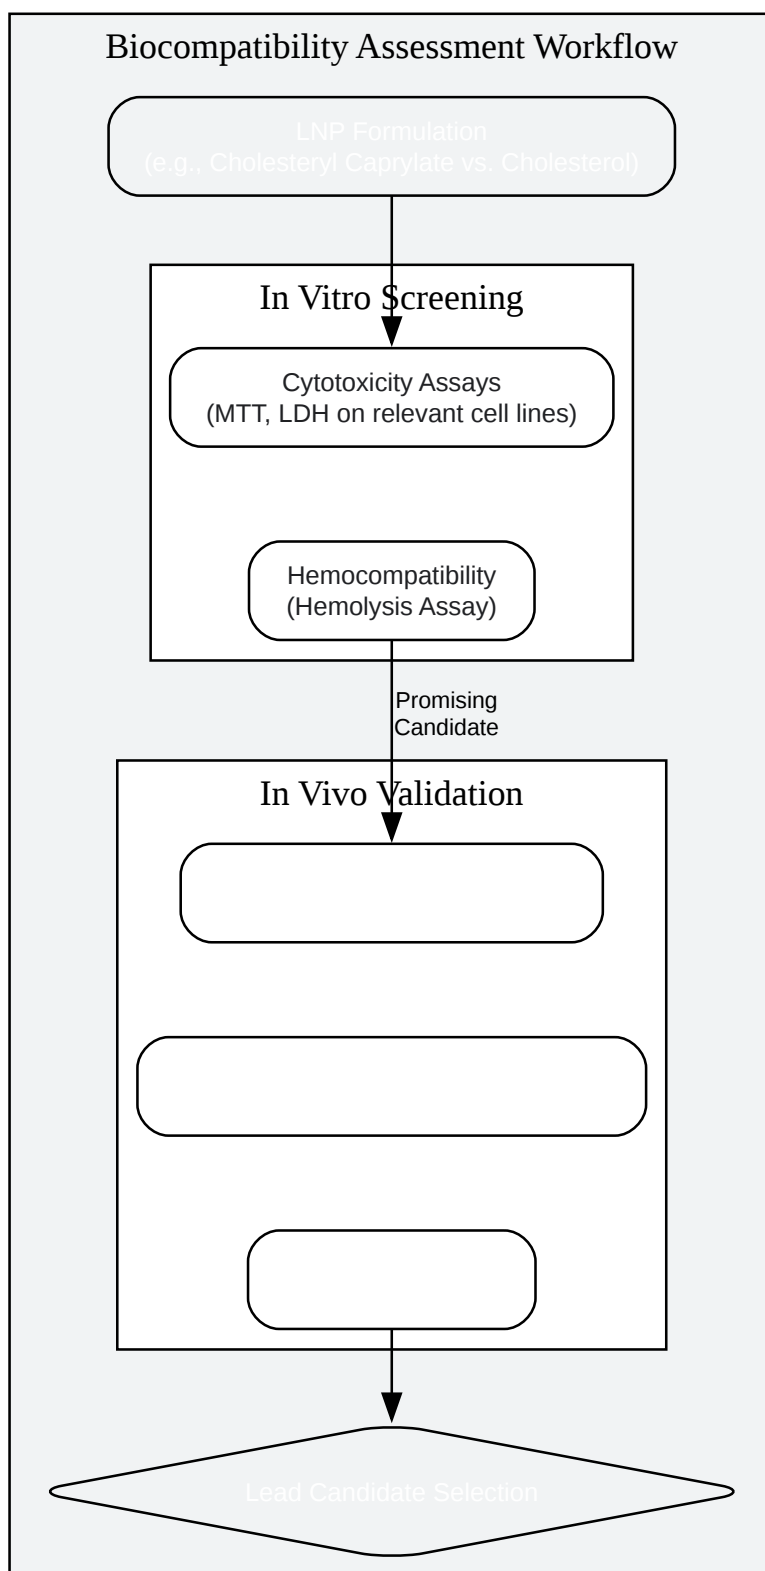 Biocompatibility Assessment Workflow
LNP Formulation
(e.g., Cholesteryl Caprylate vs. Cholesterol)
In Vitro Screening
Cytotoxicity Assays
(MTT, LDH on relevant cell lines)
Hemocompatibility
(Hemolysis Assay)
Promising
Candidate
In Vivo Validation
Lead Candidate Selection